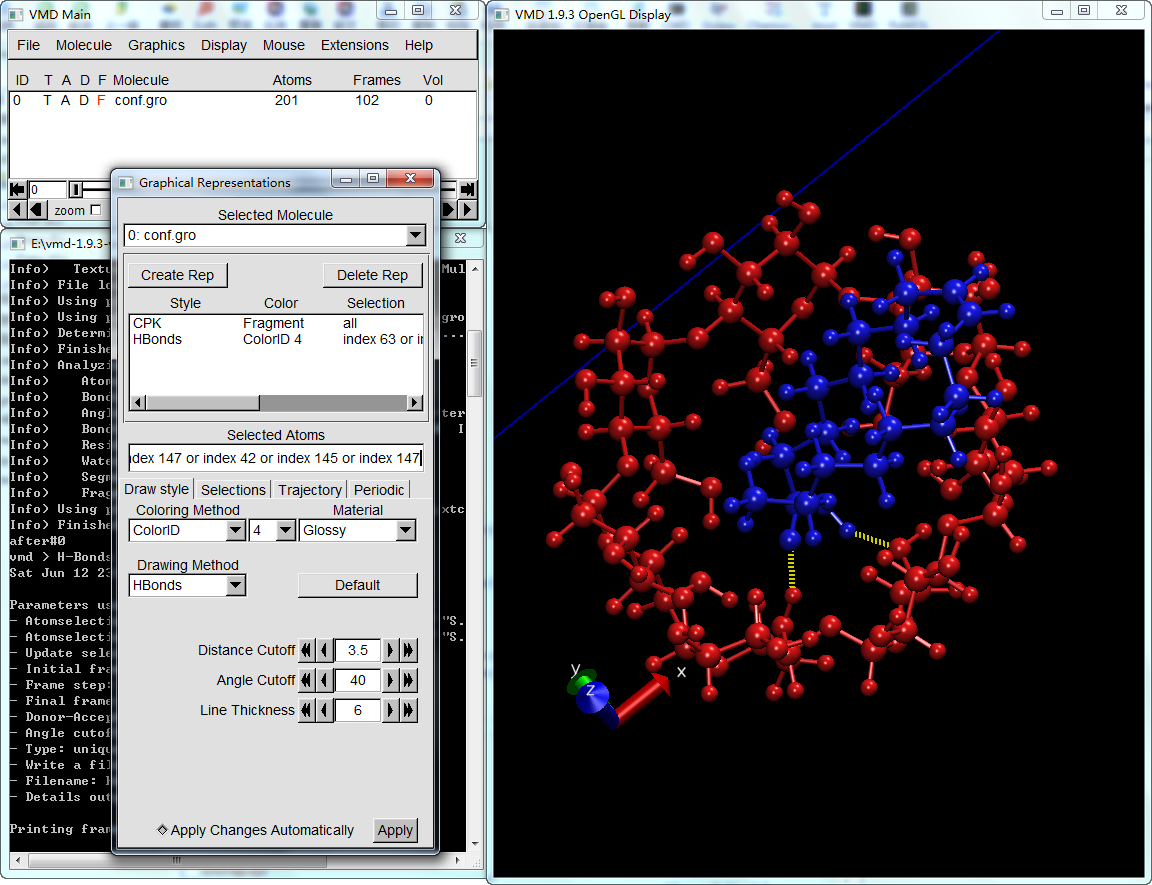 VMD Main
File Molecule Graphics Display Mouse Extensions Help
ID T A D F Molecule Atoms Frames Vol
0 T A D F conf.gro 201 102 0
0
zoom
E:\vmd-1.9.3-
Info) Textu
Info) File lo
Info) Using
Info) Using
Info) Determi
Info) Finishe
Info) Analyzi
Info) Atom
Info) Bond
Info) Angl
Info) Bond
Info) Resi
Info) Wate
Info) Segm
Info) Frag
Info) Using
Info) Finishe
after#0
vmd > H-Bonds
Sat Jun 12 23
Parameters us
- Atomselecti
- Atomselecti
- Update sele
- Initial fra
- Frame step:
- Final frame
- Donor-Accep
- Angle cutof
- Type: uniqu
- Write a fil
- Filename:
- Details out
Printing fram
Mul
gro
ter
I
xtc
"S.
"S.
Graphical Representations
Selected Molecule
0: conf.gro
Create Rep Delete Rep
Style Color Selection
CPK Fragment all
HBonds ColorID 4 index 63 or ir
Selected Atoms
ndex 147 or index 42 or index 145 or index 147
Draw style Selections Trajectory Periodic
Coloring Method Material
ColorID 4 Glossy
Drawing Method
HBonds Default
Distance Cutoff 3.5
Angle Cutoff 40
Line Thickness 6
Apply Changes Automatically Apply
VMD 1.9.3 OpenGL Display
y
z
x